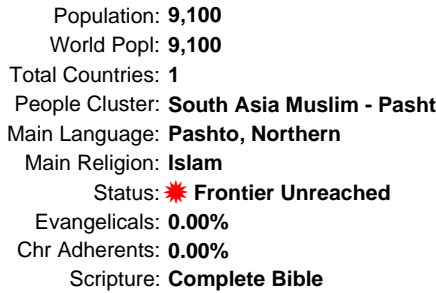 Population: 9,100
World Popl: 9,100
Total Countries: 1
People Cluster: South Asia Muslim - Pasht
Main Language: Pashto, Northern
Main Religion: Islam
Status: Frontier Unreached
Evangelicals: 0.00%
Chr Adherents: 0.00%
Scripture: Complete Bible